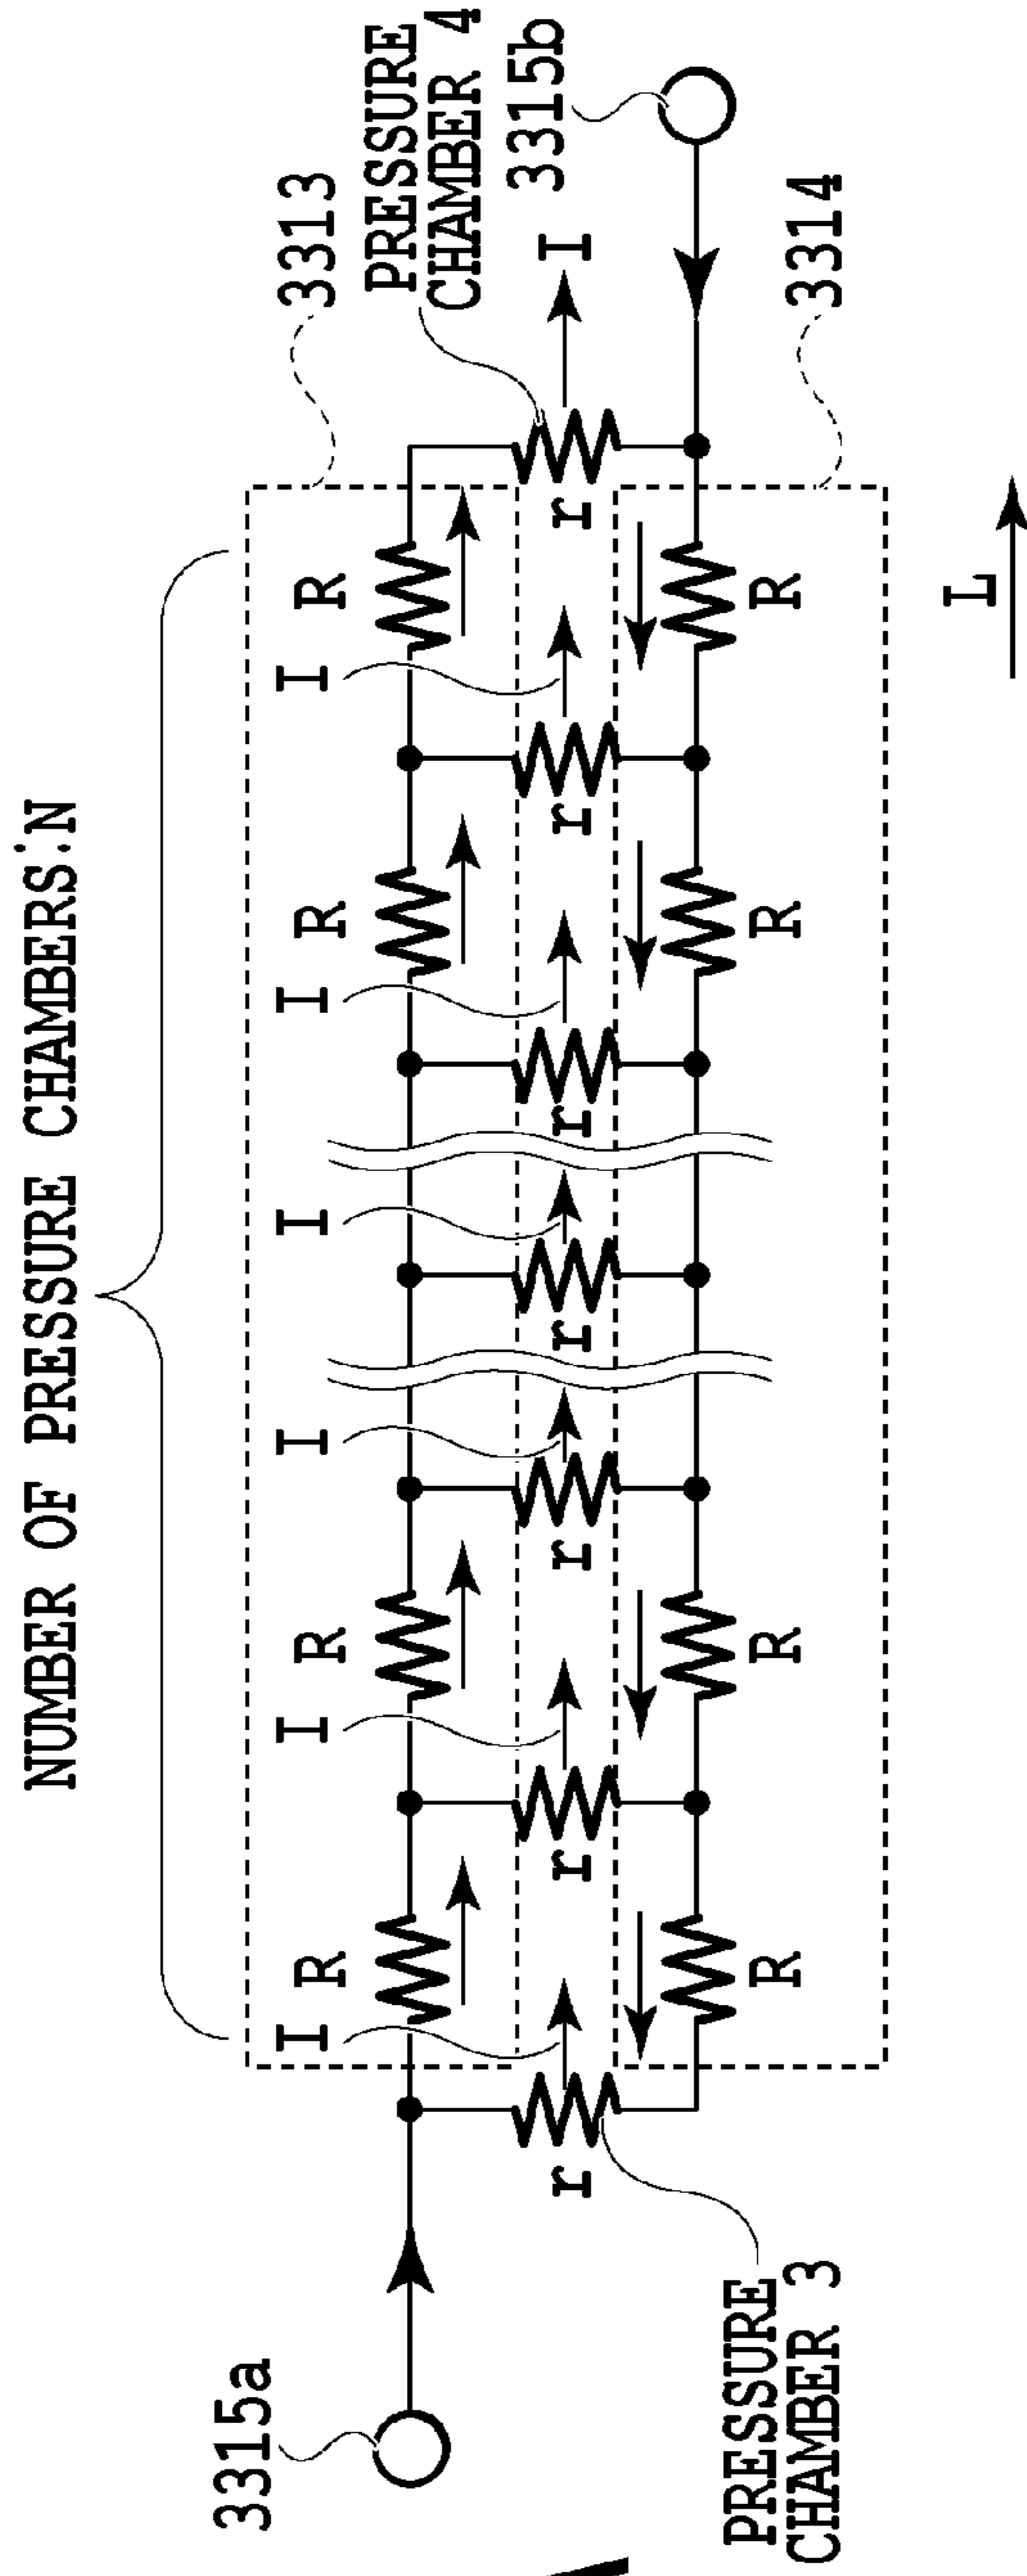 NUMBER OF PRESSURE CHAMBERS:N
3315a
I I I I I I
3313
R R R R
PRESSURE
CHAMBER 4
3315b
r r r r r r r
I
R R R R
PRESSURE
CHAMBER 3
3314
L